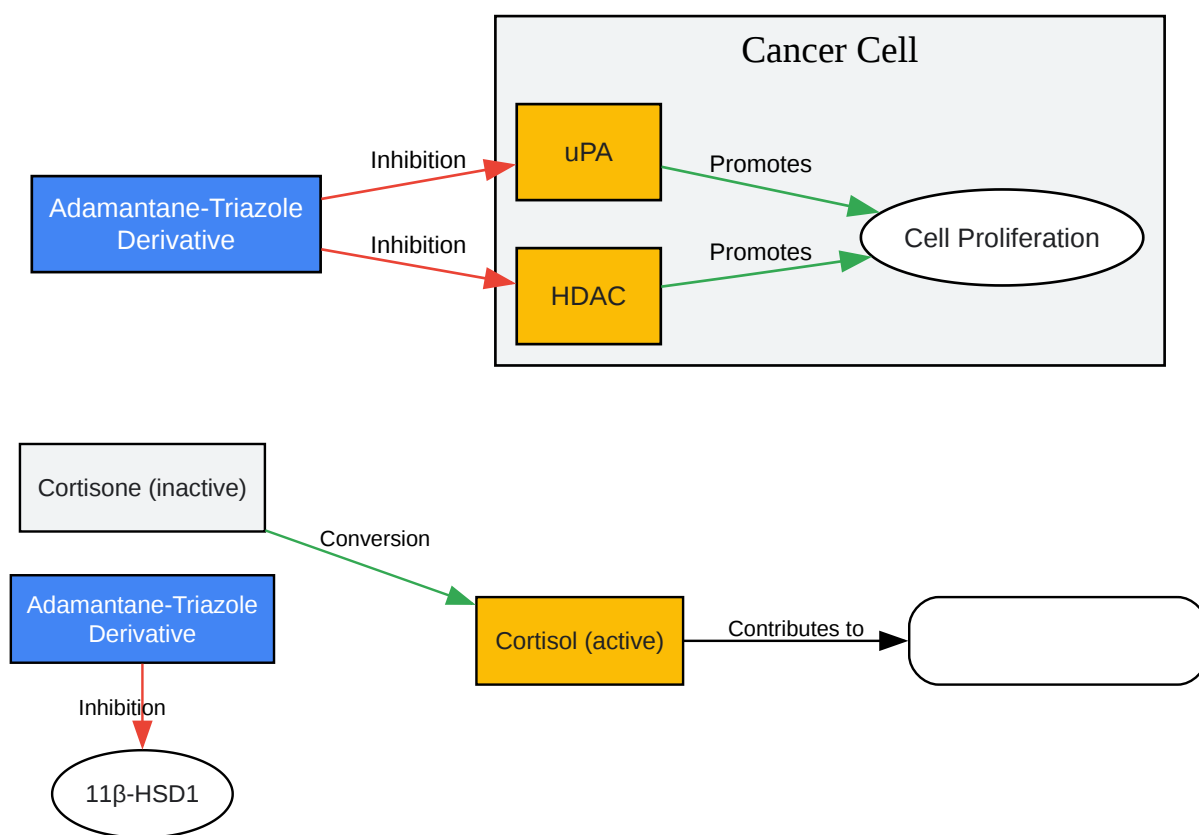 Cancer Cell
uPA
Inhibition
Promotes
Adamantane-Triazole
Derivative
Cell Proliferation
Inhibition
Promotes
HDAC
Cortisone (inactive)
Conversion
Adamantane-Triazole
Derivative
Cortisol (active)
Contributes to
Inhibition
11β-HSD1